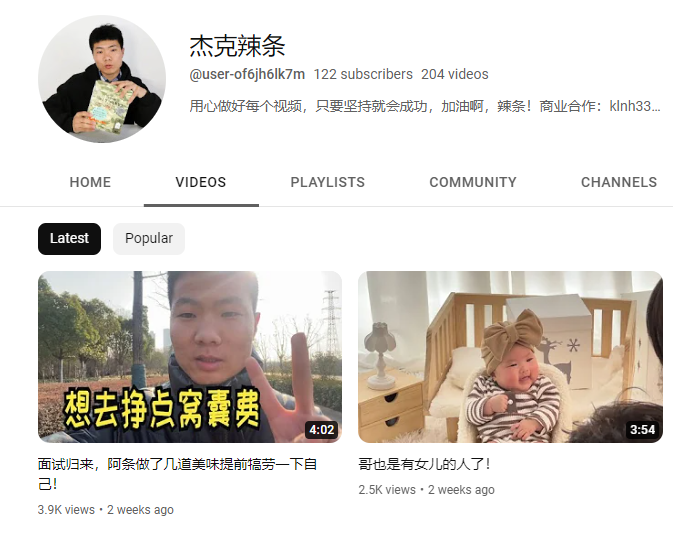 杰克辣条
@user-of6jh6lk7m 122 subscribers 204 videos
用心做好每个视频，只要坚持就会成功，加油啊，辣条！商业合作：klnh33…
HOME VIDEOS PLAYLISTS COMMUNITY CHANNELS
Latest Popular
想去挣点窝囊费
4:02
3:54
面试归来，阿条做了几道美味提前犒劳一下自
己！
3.9K views • 2 weeks ago
哥也是有女儿的人了！
2.5K views • 2 weeks ago